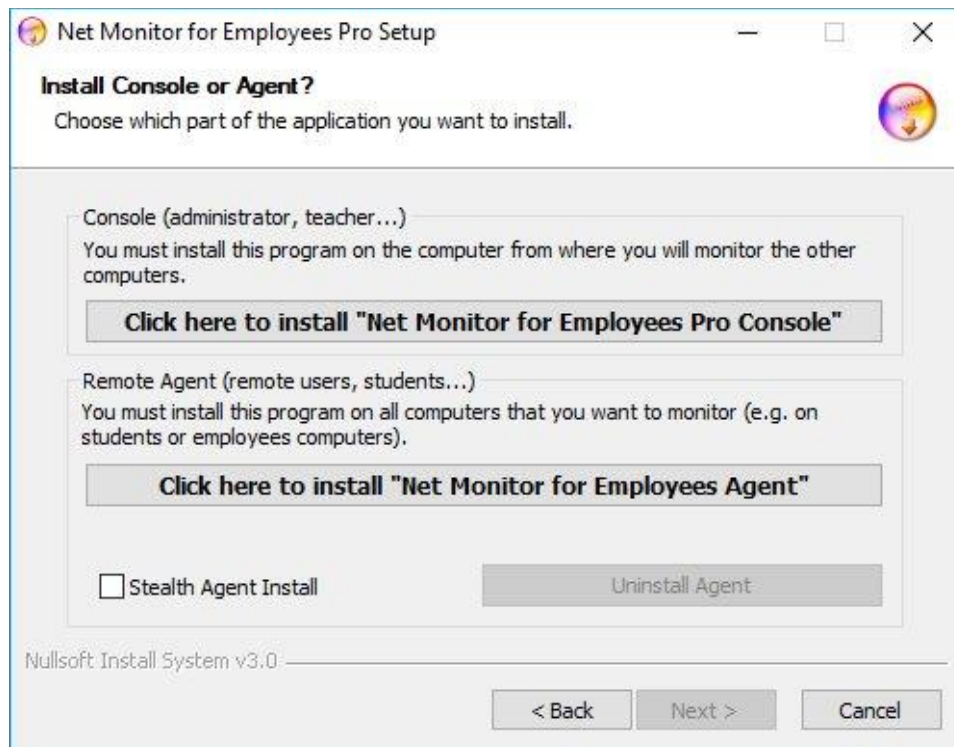 Net Monitor for Employees Pro Setup
Install Console or Agent?
Choose which part of the application you want to install.
Console (administrator, teacher...)
You must install this program on the computer from where you will monitor the other
computers.
Click here to install "Net Monitor for Employees Pro Console"
Remote Agent (remote users, students...)
You must install this program on all computers that you want to monitor (e.g. on
students or employees computers).
Click here to install "Net Monitor for Employees Agent"
Stealth Agent Install
Uninstall Agent
Nullsoft Install System v3.0
< Back
Next >
Cancel